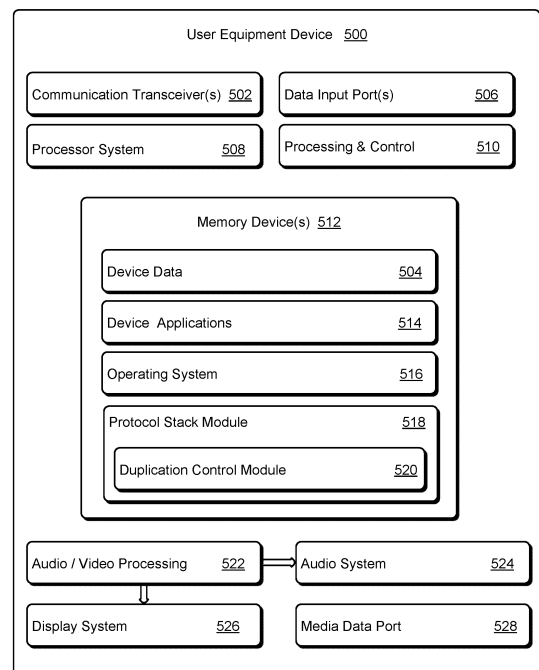 User Equipment Device 500
Communication Transceiver(s) 502
Data Input Port(s) 506
Processor System 508
Processing & Control 510
Memory Device(s) 512
Device Data 504
Device Applications 514
Operating System 516
Protocol Stack Module 518
Duplication Control Module 520
Audio / Video Processing 522
Audio System 524
Display System 526
Media Data Port 528